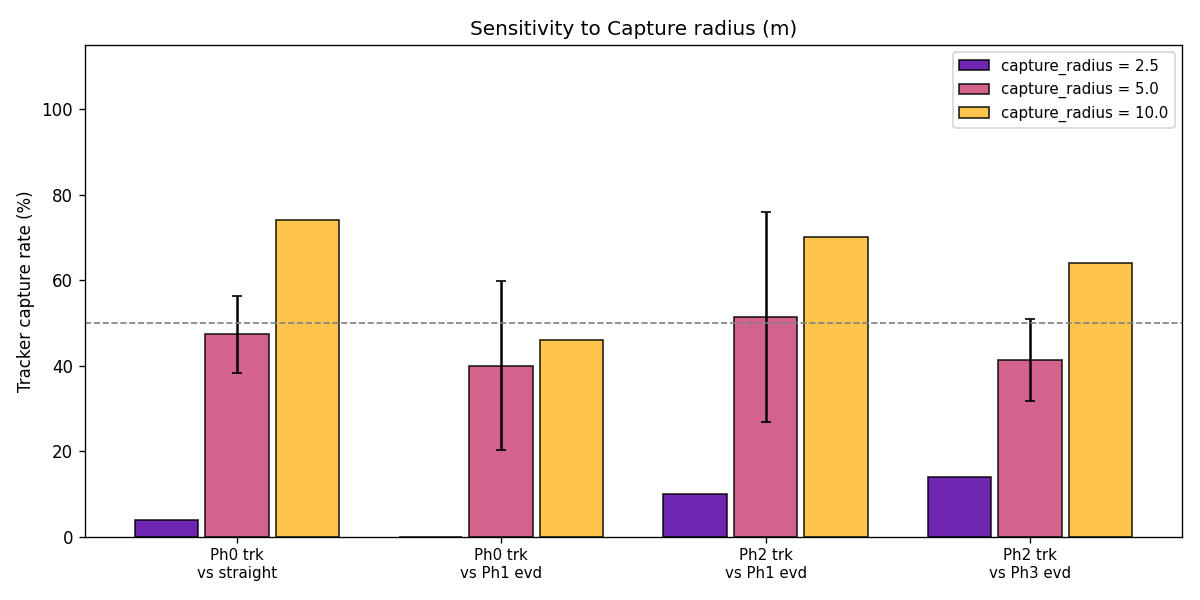 Sensitivity to Capture radius (m)
capture_radius = 2.5
capture_radius = 5.0
capture_radius = 10.0
Tracker capture rate (%)
100
80
60
40
20
0
Ph0 trk
vs straight
Ph0 trk
vs Ph1 evd
Ph2 trk
vs Ph1 evd
Ph2 trk
vs Ph3 evd